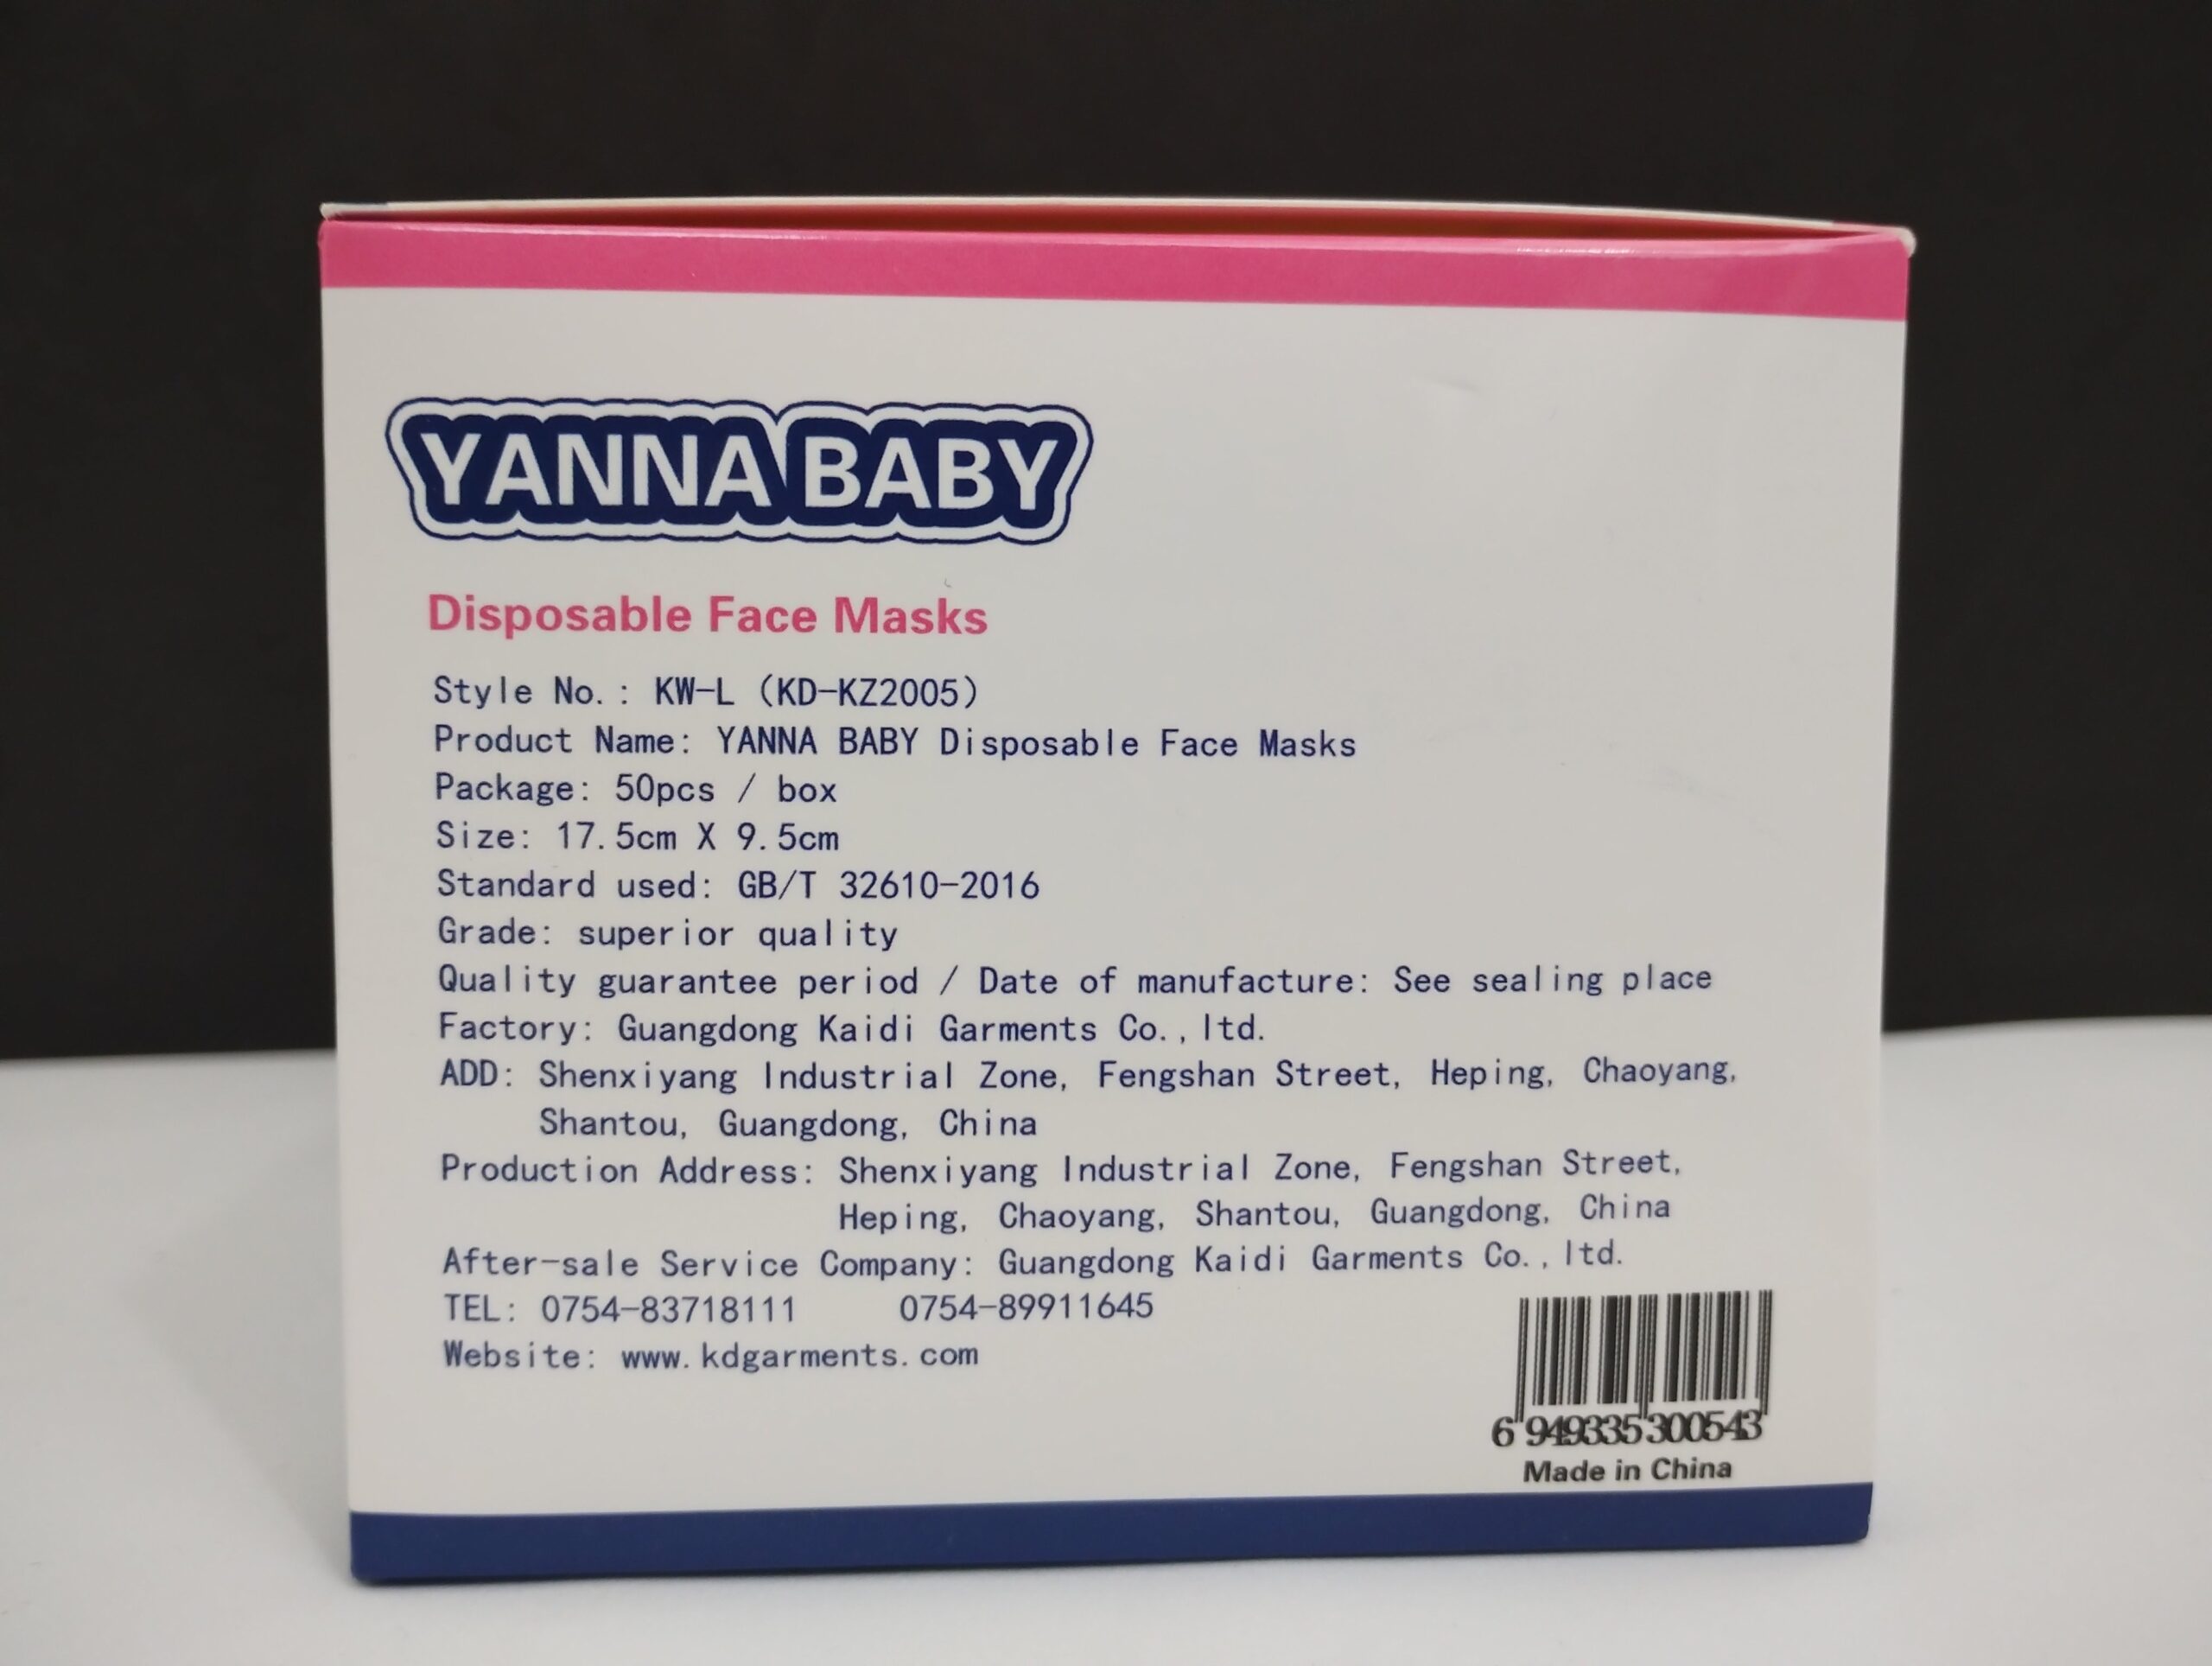 YANNA BABY
Disposable Face Masks
Style No.: KW-L (KD-KZ2005)
Product Name: YANNA BABY Disposable Face Masks
Package: 50pcs / box
Size: 17.5cm X 9.5cm
Standard used: GB/T 32610-2016
Grade: superior quality
Quality guarantee period / Date of manufacture: See sealing place
Factory: Guangdong Kaidi Garments Co.,ltd.
ADD: Shenxiyang Industrial Zone, Fengshan Street, Heping, Chaoyang,
Shantou, Guangdong, China
Production Address: Shenxiyang Industrial Zone, Fengshan Street,
Heping, Chaoyang, Shantou, Guangdong, China
After-sale Service Company: Guangdong Kaidi Garments Co.,ltd.
TEL: 0754-83718111 0754-89911645
Website: www.kdgarments.com
6 949335 300543
Made in China